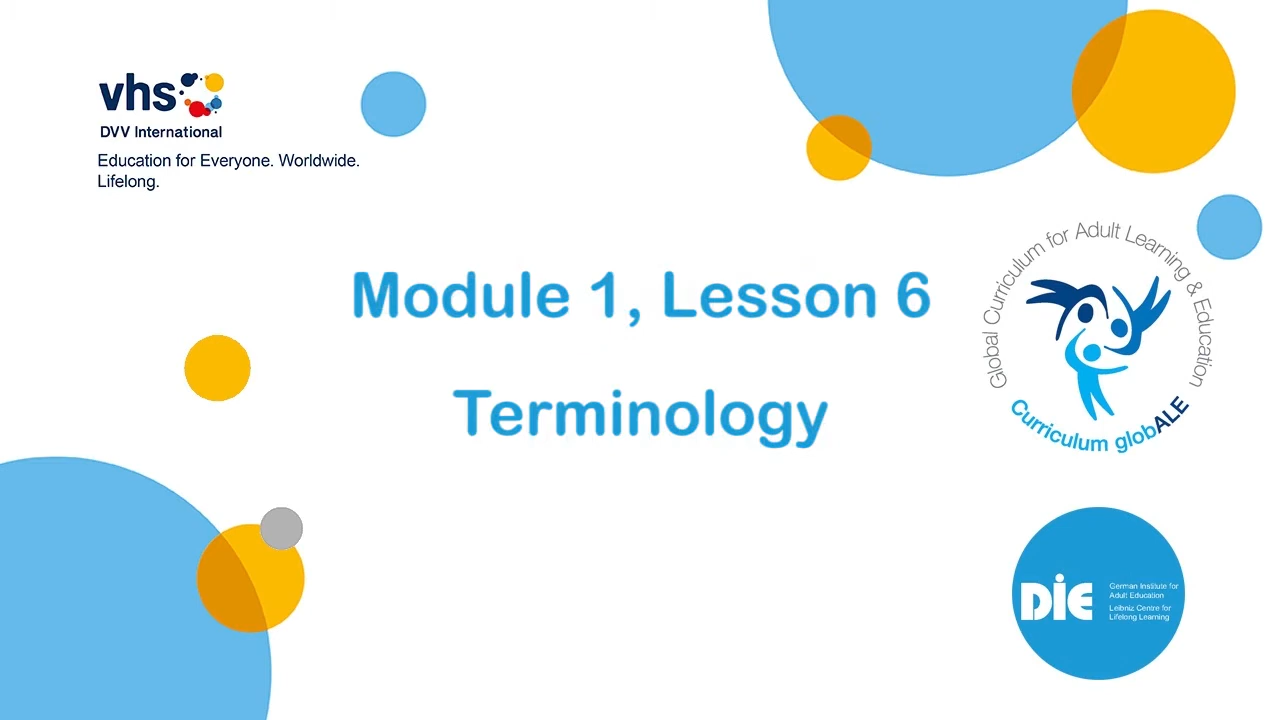 vhs
DVV International
Education for Everyone. Worldwide.
Lifelong.
Module 1, Lesson 6
Terminology
Global Curriculum for Adult Learning & Education
Curriculum globALE
DiE
German Institute for
Adult Education
Leibniz Centre for
Lifelong Learning